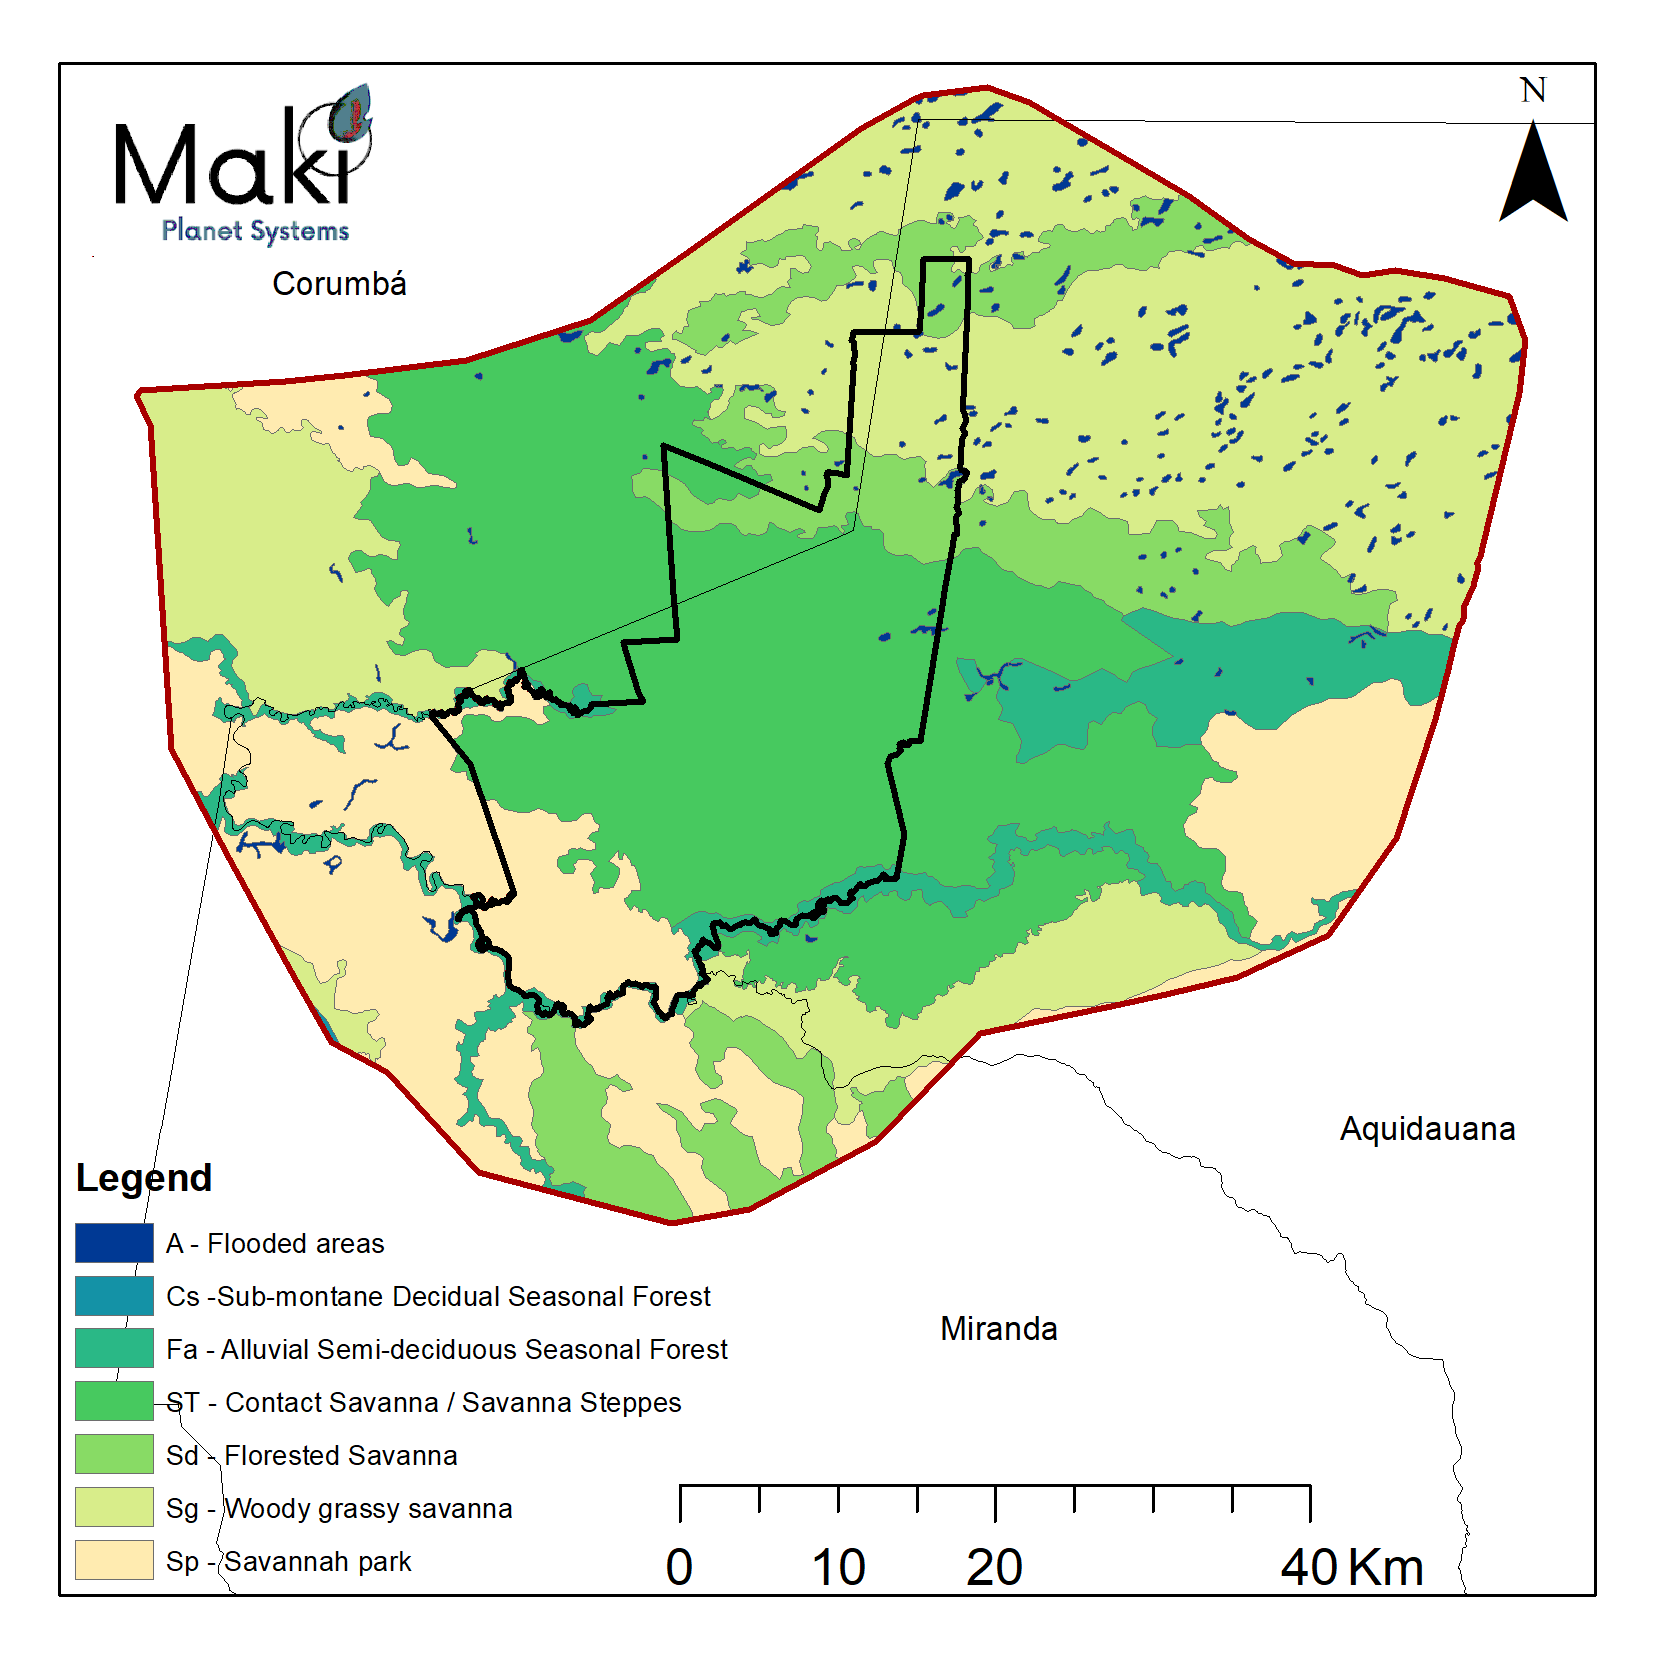 N
Maki
Planet Systems
Corumbá
Aquidauana
Miranda
Legend
A - Flooded areas
Cs -Sub-montane Decidual Seasonal Forest
Fa - Alluvial Semi-deciduous Seasonal Forest
ST - Contact Savanna / Savanna Steppes
Sd - Florested Savanna
Sg - Woody grassy savanna
Sp - Savannah park
0 10 20 40 Km